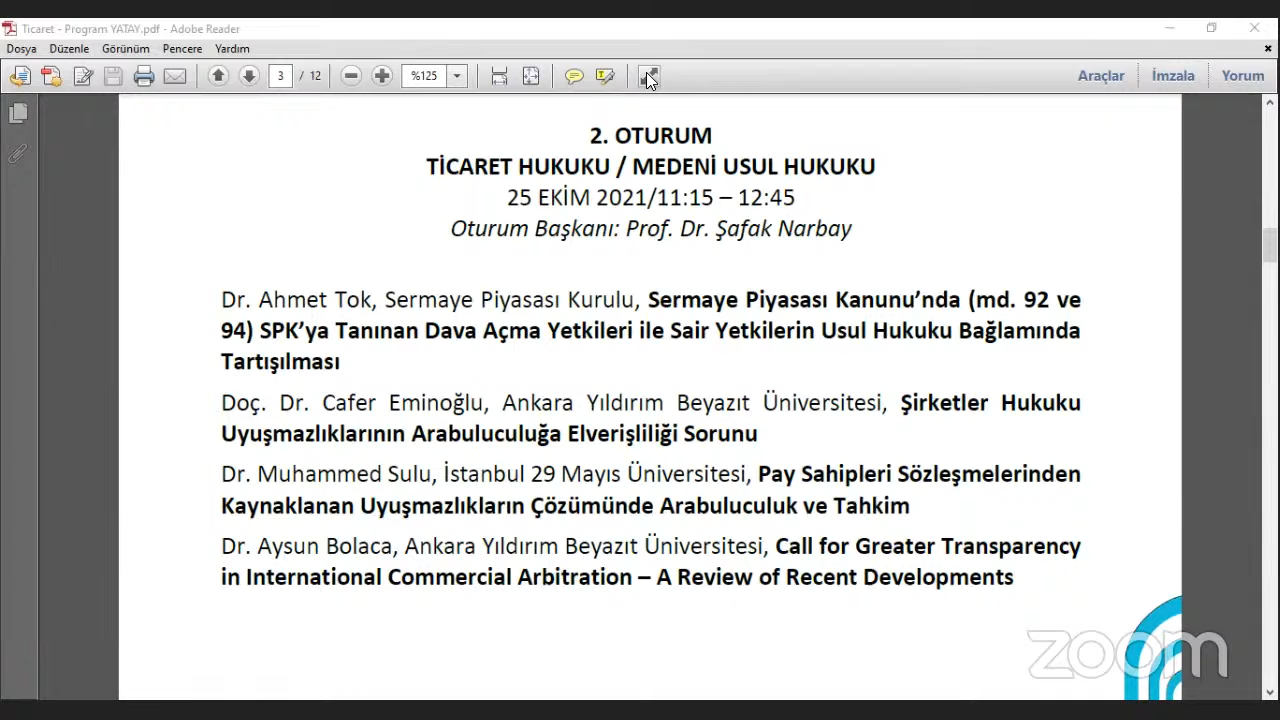 Ticaret - Program YATAY.pdf - Adobe Reader
Dosya Düzenle Görünüm Pencere Yardım
3 / 12 %125 Araçlar İmzala Yorum
2. OTURUM
TİCARET HUKUKU / MEDENİ USUL HUKUKU
25 EKİM 2021/11:15 – 12:45
Oturum Başkanı: Prof. Dr. Şafak Narbay
Dr. Ahmet Tok, Sermaye Piyasası Kurulu, Sermaye Piyasası Kanunu’nda (md. 92 ve
94) SPK’ya Tanınan Dava Açma Yetkileri ile Sair Yetkilerin Usul Hukuku Bağlamında
Tartışılması
Doç. Dr. Cafer Eminoğlu, Ankara Yıldırım Beyazıt Üniversitesi, Şirketler Hukuku
Uyuşmazlıklarının Arabuluculuğa Elverişliliği Sorunu
Dr. Muhammed Sulu, İstanbul 29 Mayıs Üniversitesi, Pay Sahipleri Sözleşmelerinden
Kaynaklanan Uyuşmazlıkların Çözümünde Arabuluculuk ve Tahkim
Dr. Aysun Bolaca, Ankara Yıldırım Beyazıt Üniversitesi, Call for Greater Transparency
in International Commercial Arbitration – A Review of Recent Developments
zoom